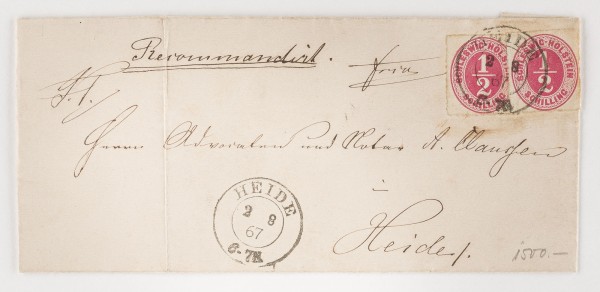 Recommandirt.
frei
SCHLESWIG-HOLSTEIN
1/2
SCHILLING
SCHLESWIG-HOLSTEIN
1/2
SCHILLING
Herrn Advocaten und Notar A. Claußen
in
Heide.
HEIDE
2 8
67
6-7N.
1500.—